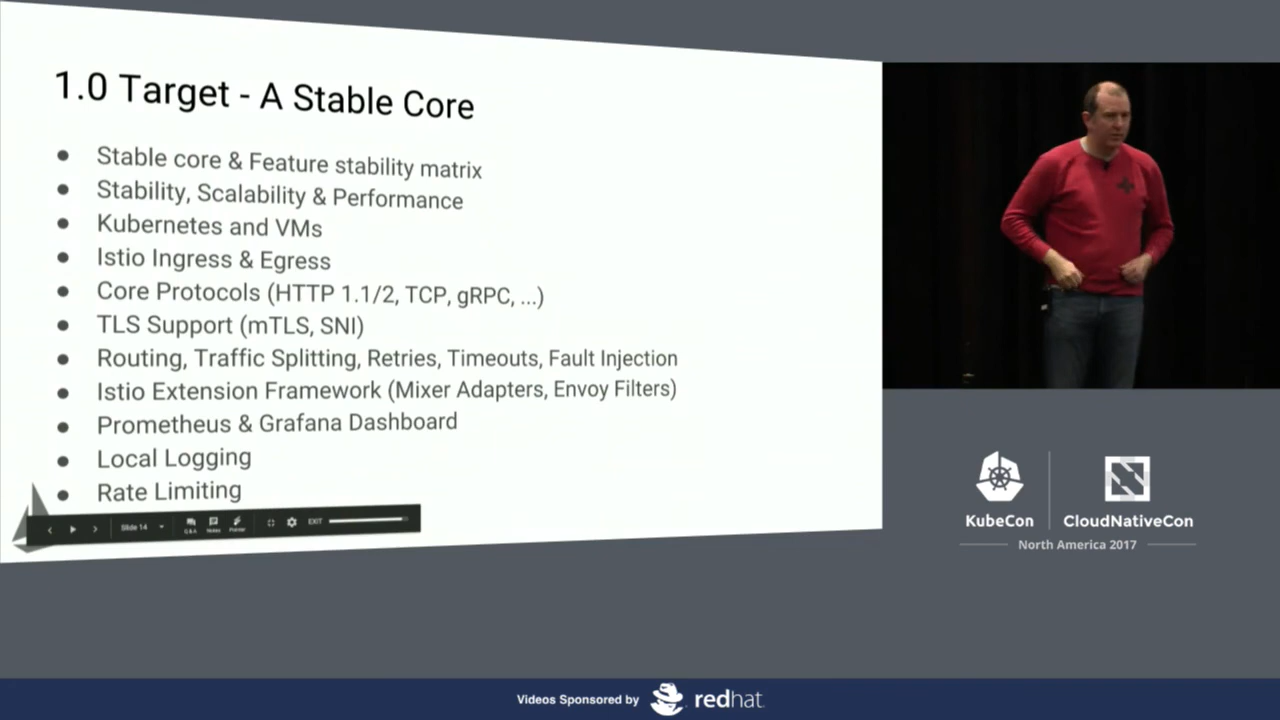 1.0 Target - A Stable Core
Stable core & Feature stability matrix
Stability, Scalability & Performance
Kubernetes and VMs
Istio Ingress & Egress
Core Protocols (HTTP 1.1/2, TCP, gRPC, ...)
TLS Support (mTLS, SNI)
Routing, Traffic Splitting, Retries, Timeouts, Fault Injection
Istio Extension Framework (Mixer Adapters, Envoy Filters)
Prometheus & Grafana Dashboard
Local Logging
Rate Limiting
Slide 14
Q&A Notes Pointer
EXIT
KubeCon CloudNativeCon
North America 2017
Videos Sponsored by redhat